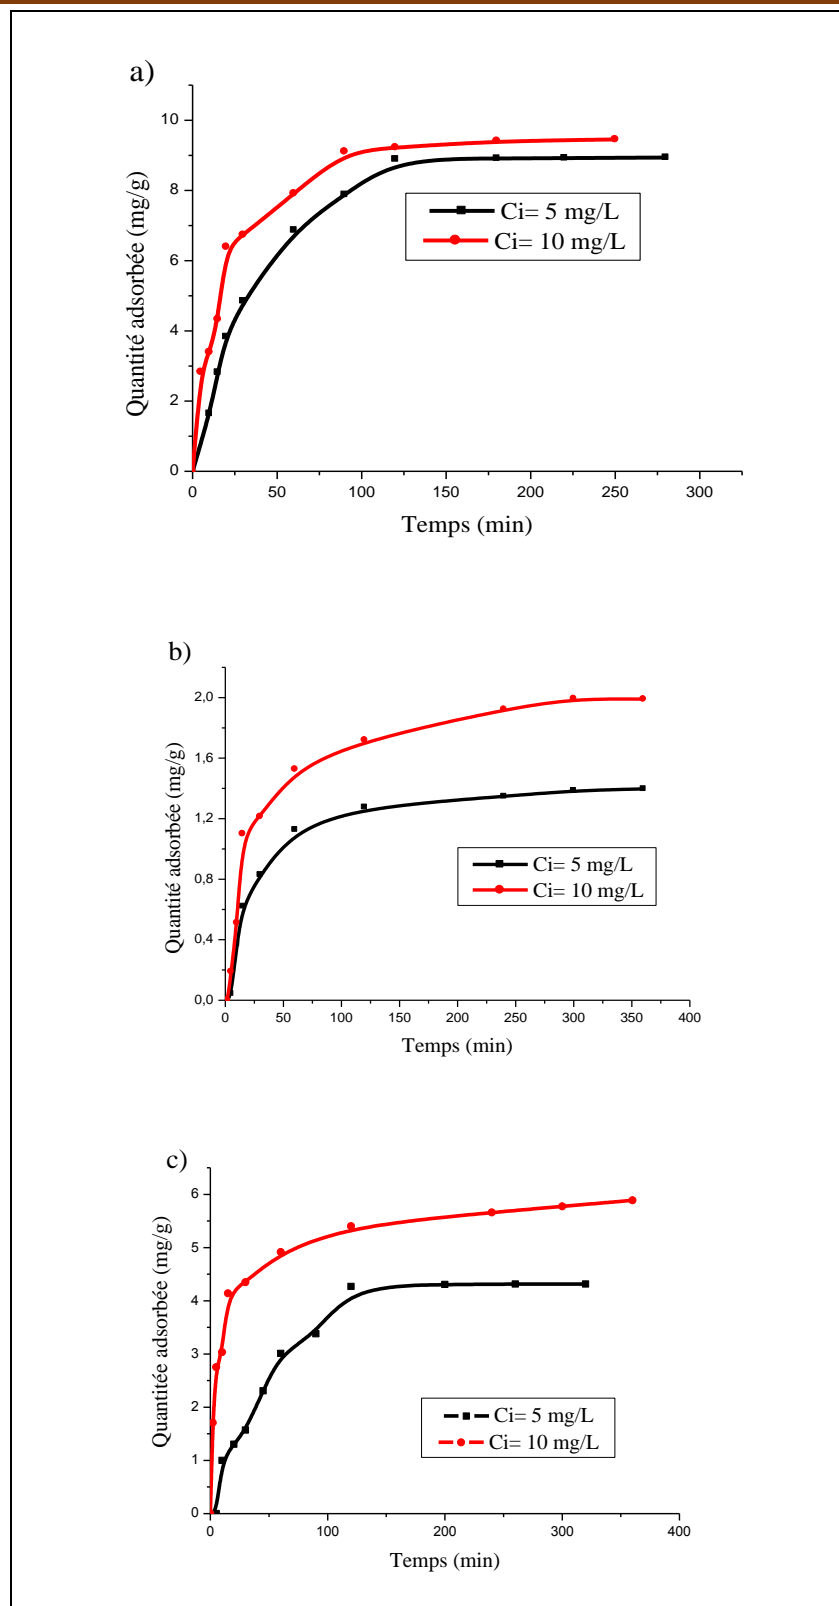 a)
10
8
6
4
2
0
Quantité adsorbée (mg/g)
Ci= 5 mg/L
Ci= 10 mg/L
0 50 100 150 200 250 300
Temps (min)
b)
2,0
1,6
1,2
0,8
0,4
0,0
Quantité adsorbée (mg/g)
Ci= 5 mg/L
Ci= 10 mg/L
0 50 100 150 200 250 300 350 400
Temps (min)
c)
6
5
4
3
2
1
0
Quantitée adsorbée (mg/g)
Ci= 5 mg/L
Ci= 10 mg/L
0 100 200 300 400
Temps (min)